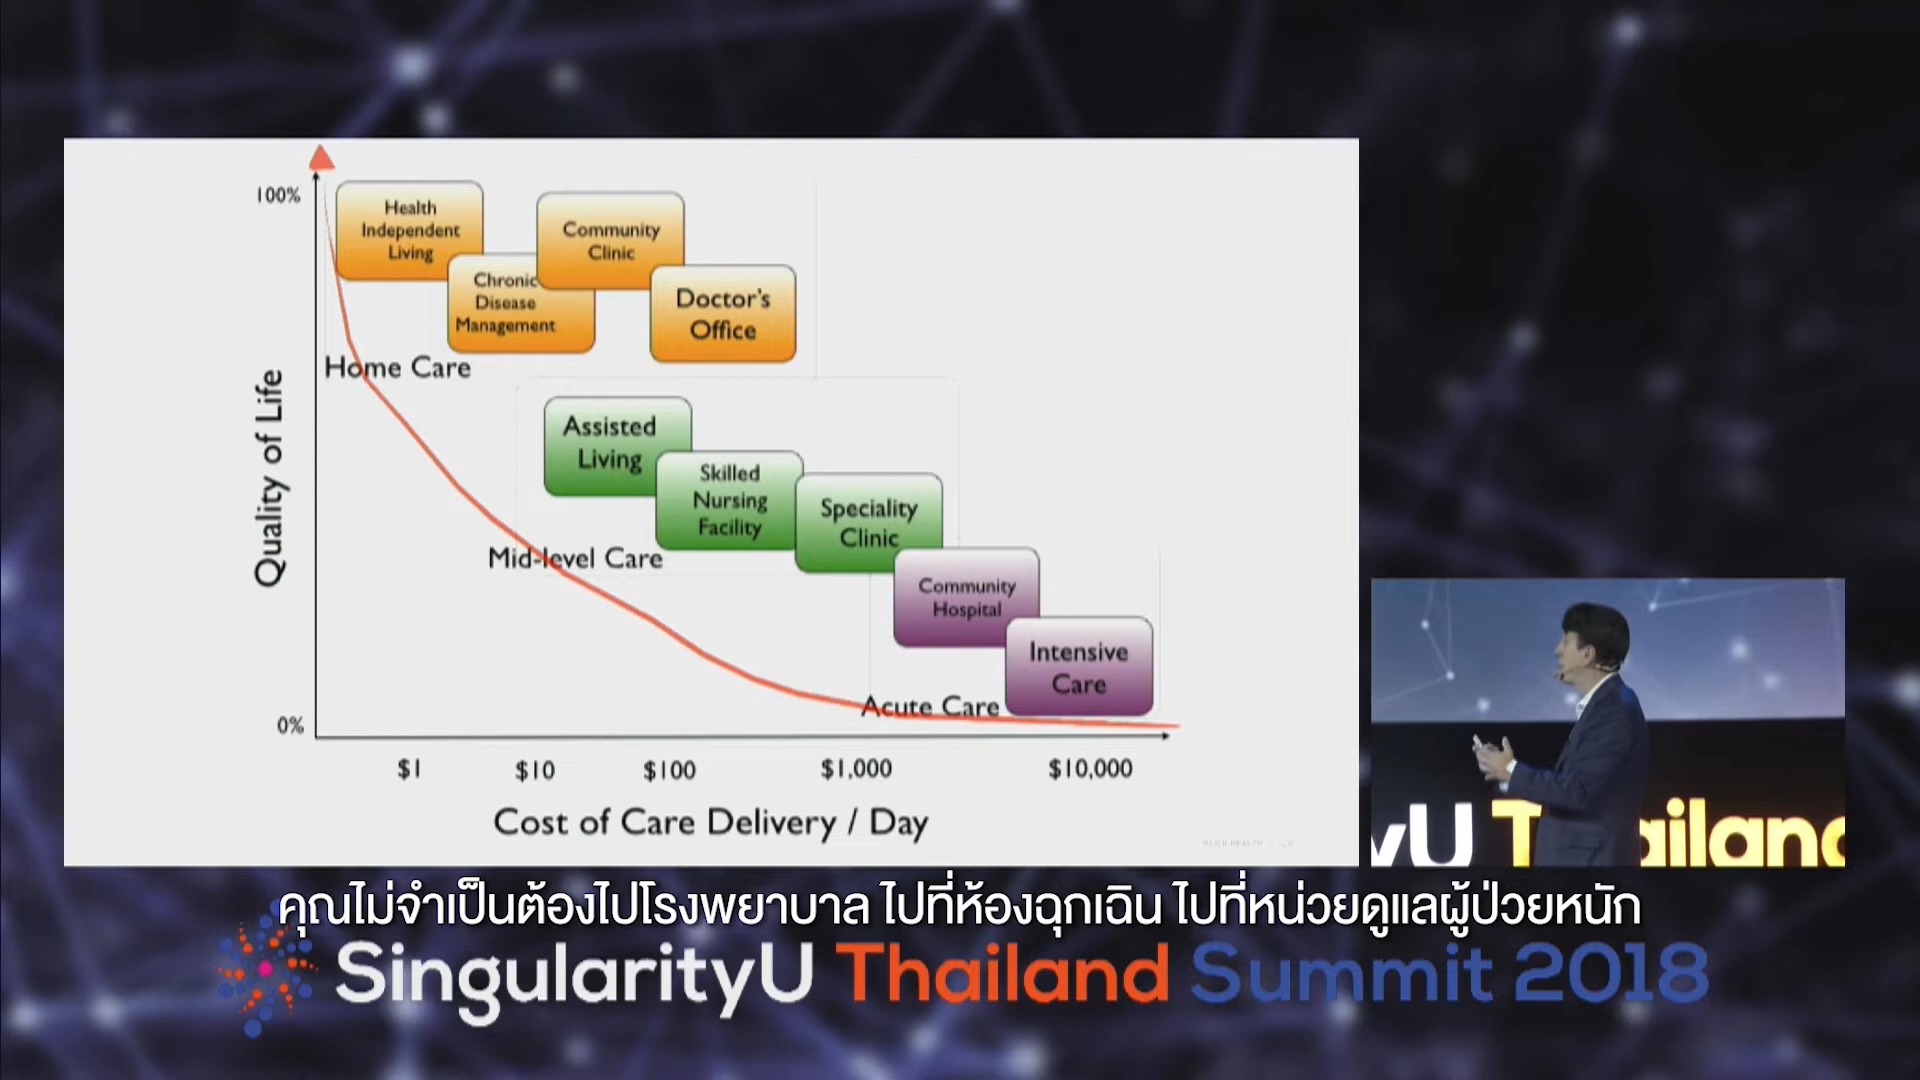 100%
Health
Independent
Living
Community
Clinic
Chronic
Disease
Management
Doctor's
Office
Home Care
Quality of Life
Assisted
Living
Skilled
Nursing
Facility
Speciality
Clinic
Mid-level Care
Community
Hospital
Intensive
Care
Acute Care
0%
$1
$10
$100
$1,000
$10,000
Cost of Care Delivery / Day
yU Thailand
คุณไม่จำเป็นต้องไปโรงพยาบาล ไปที่ห้องฉุกเฉิน ไปที่หน่วยดูแลผู้ป่วยหนัก
SingularityU Thailand Summit 2018